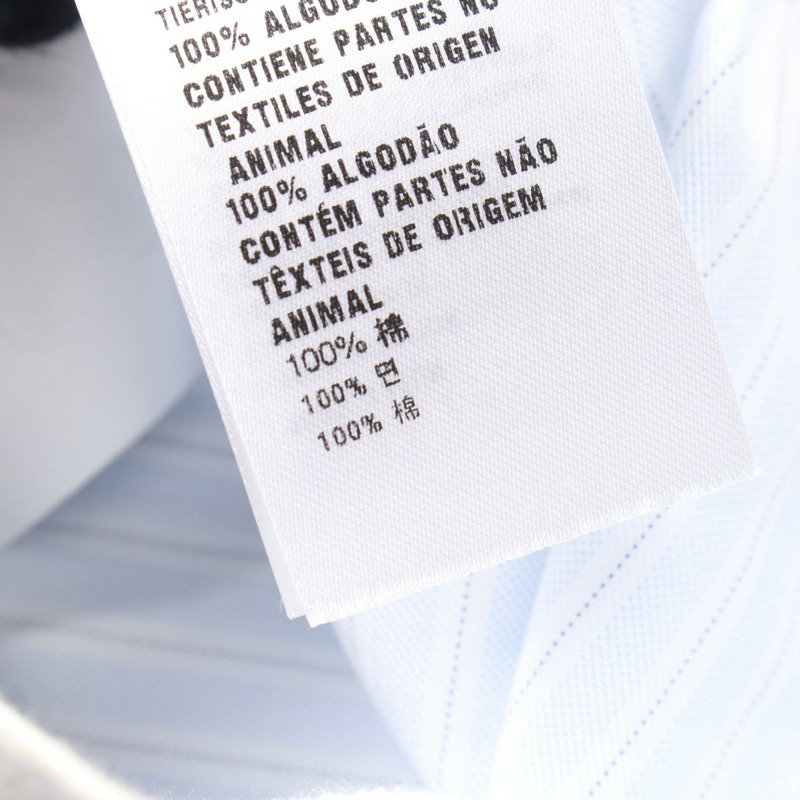 100% ALGODÓ
CONTIENE PARTES NO
TEXTILES DE ORIGEN
ANIMAL
100% ALGODÃO
CONTÉM PARTES NÃO
TÊXTEIS DE ORIGEM
ANIMAL
100% 棉
100% 면
100% 棉